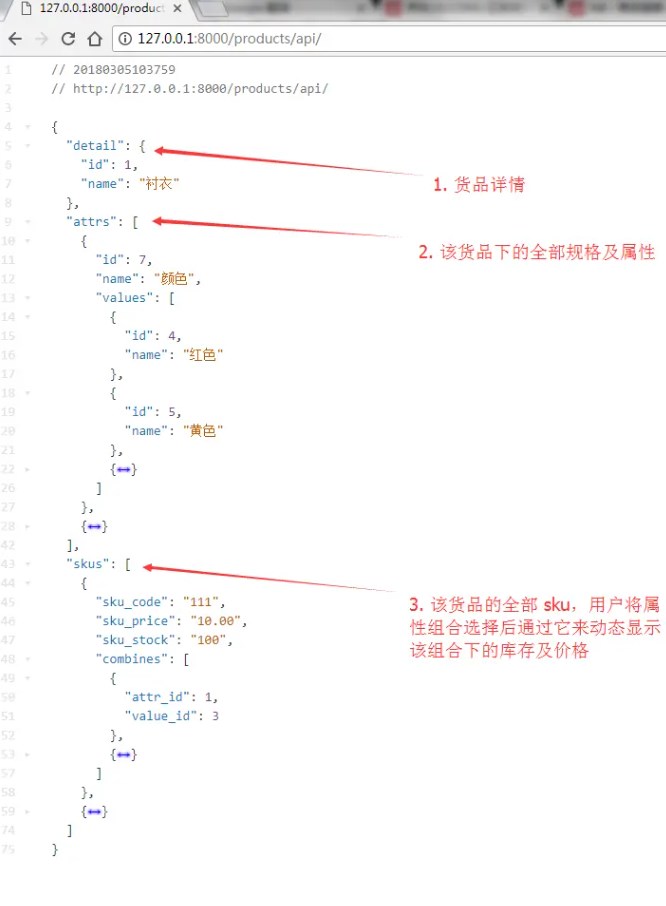 127.0.0.1:8000/product
127.0.0.1:8000/products/api/
1 // 20180305103759
2 // http://127.0.0.1:8000/products/api/
3
4 {
5 "detail": {
6 "id": 1,
7 "name": "衬衣"
8 },
1. 货品详情
9 "attrs": [
10 {
2. 该货品下的全部规格及属性
11 "id": 7,
12 "name": "颜色",
13 "values": [
14 {
15 "id": 4,
16 "name": "红色"
17 },
18 {
19 "id": 5,
20 "name": "黄色"
21 },
22 {↔}
26 ]
27 },
28 {↔}
42 ],
43 "skus": [
44 {
45 "sku_code": "111",
46 "sku_price": "10.00",
47 "sku_stock": "100",
48 "combines": [
3. 该货品的全部 sku，用户将属
性组合选择后通过它来动态显示
该组合下的库存及价格
49 {
50 "attr_id": 1,
51 "value_id": 3
52 },
53 {↔}
57 ]
58 },
59 {↔}
74 ]
75 }